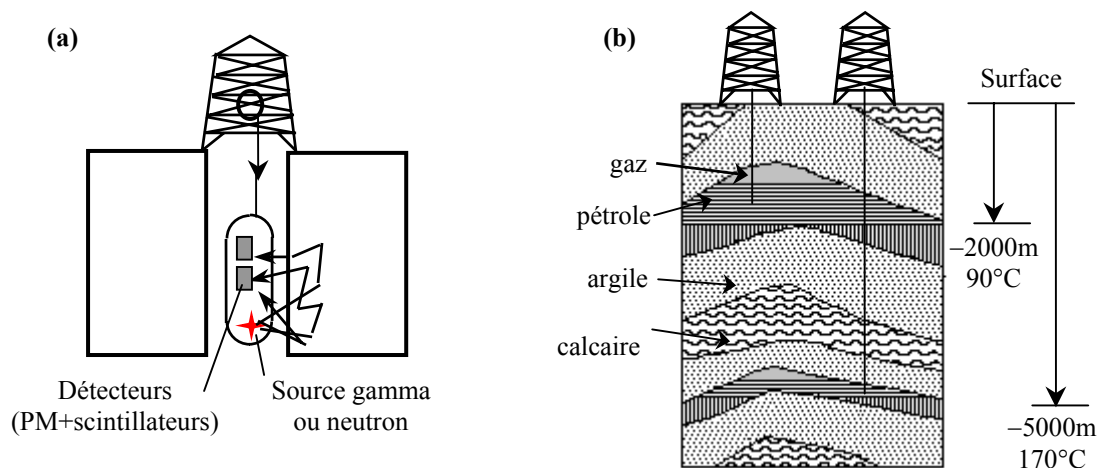 (a)
Détecteurs
(PM+scintillateurs)
Source gamma
ou neutron
(b)
Surface
gaz
pétrole
argile
calcaire
–2000m
90°C
–5000m
170°C